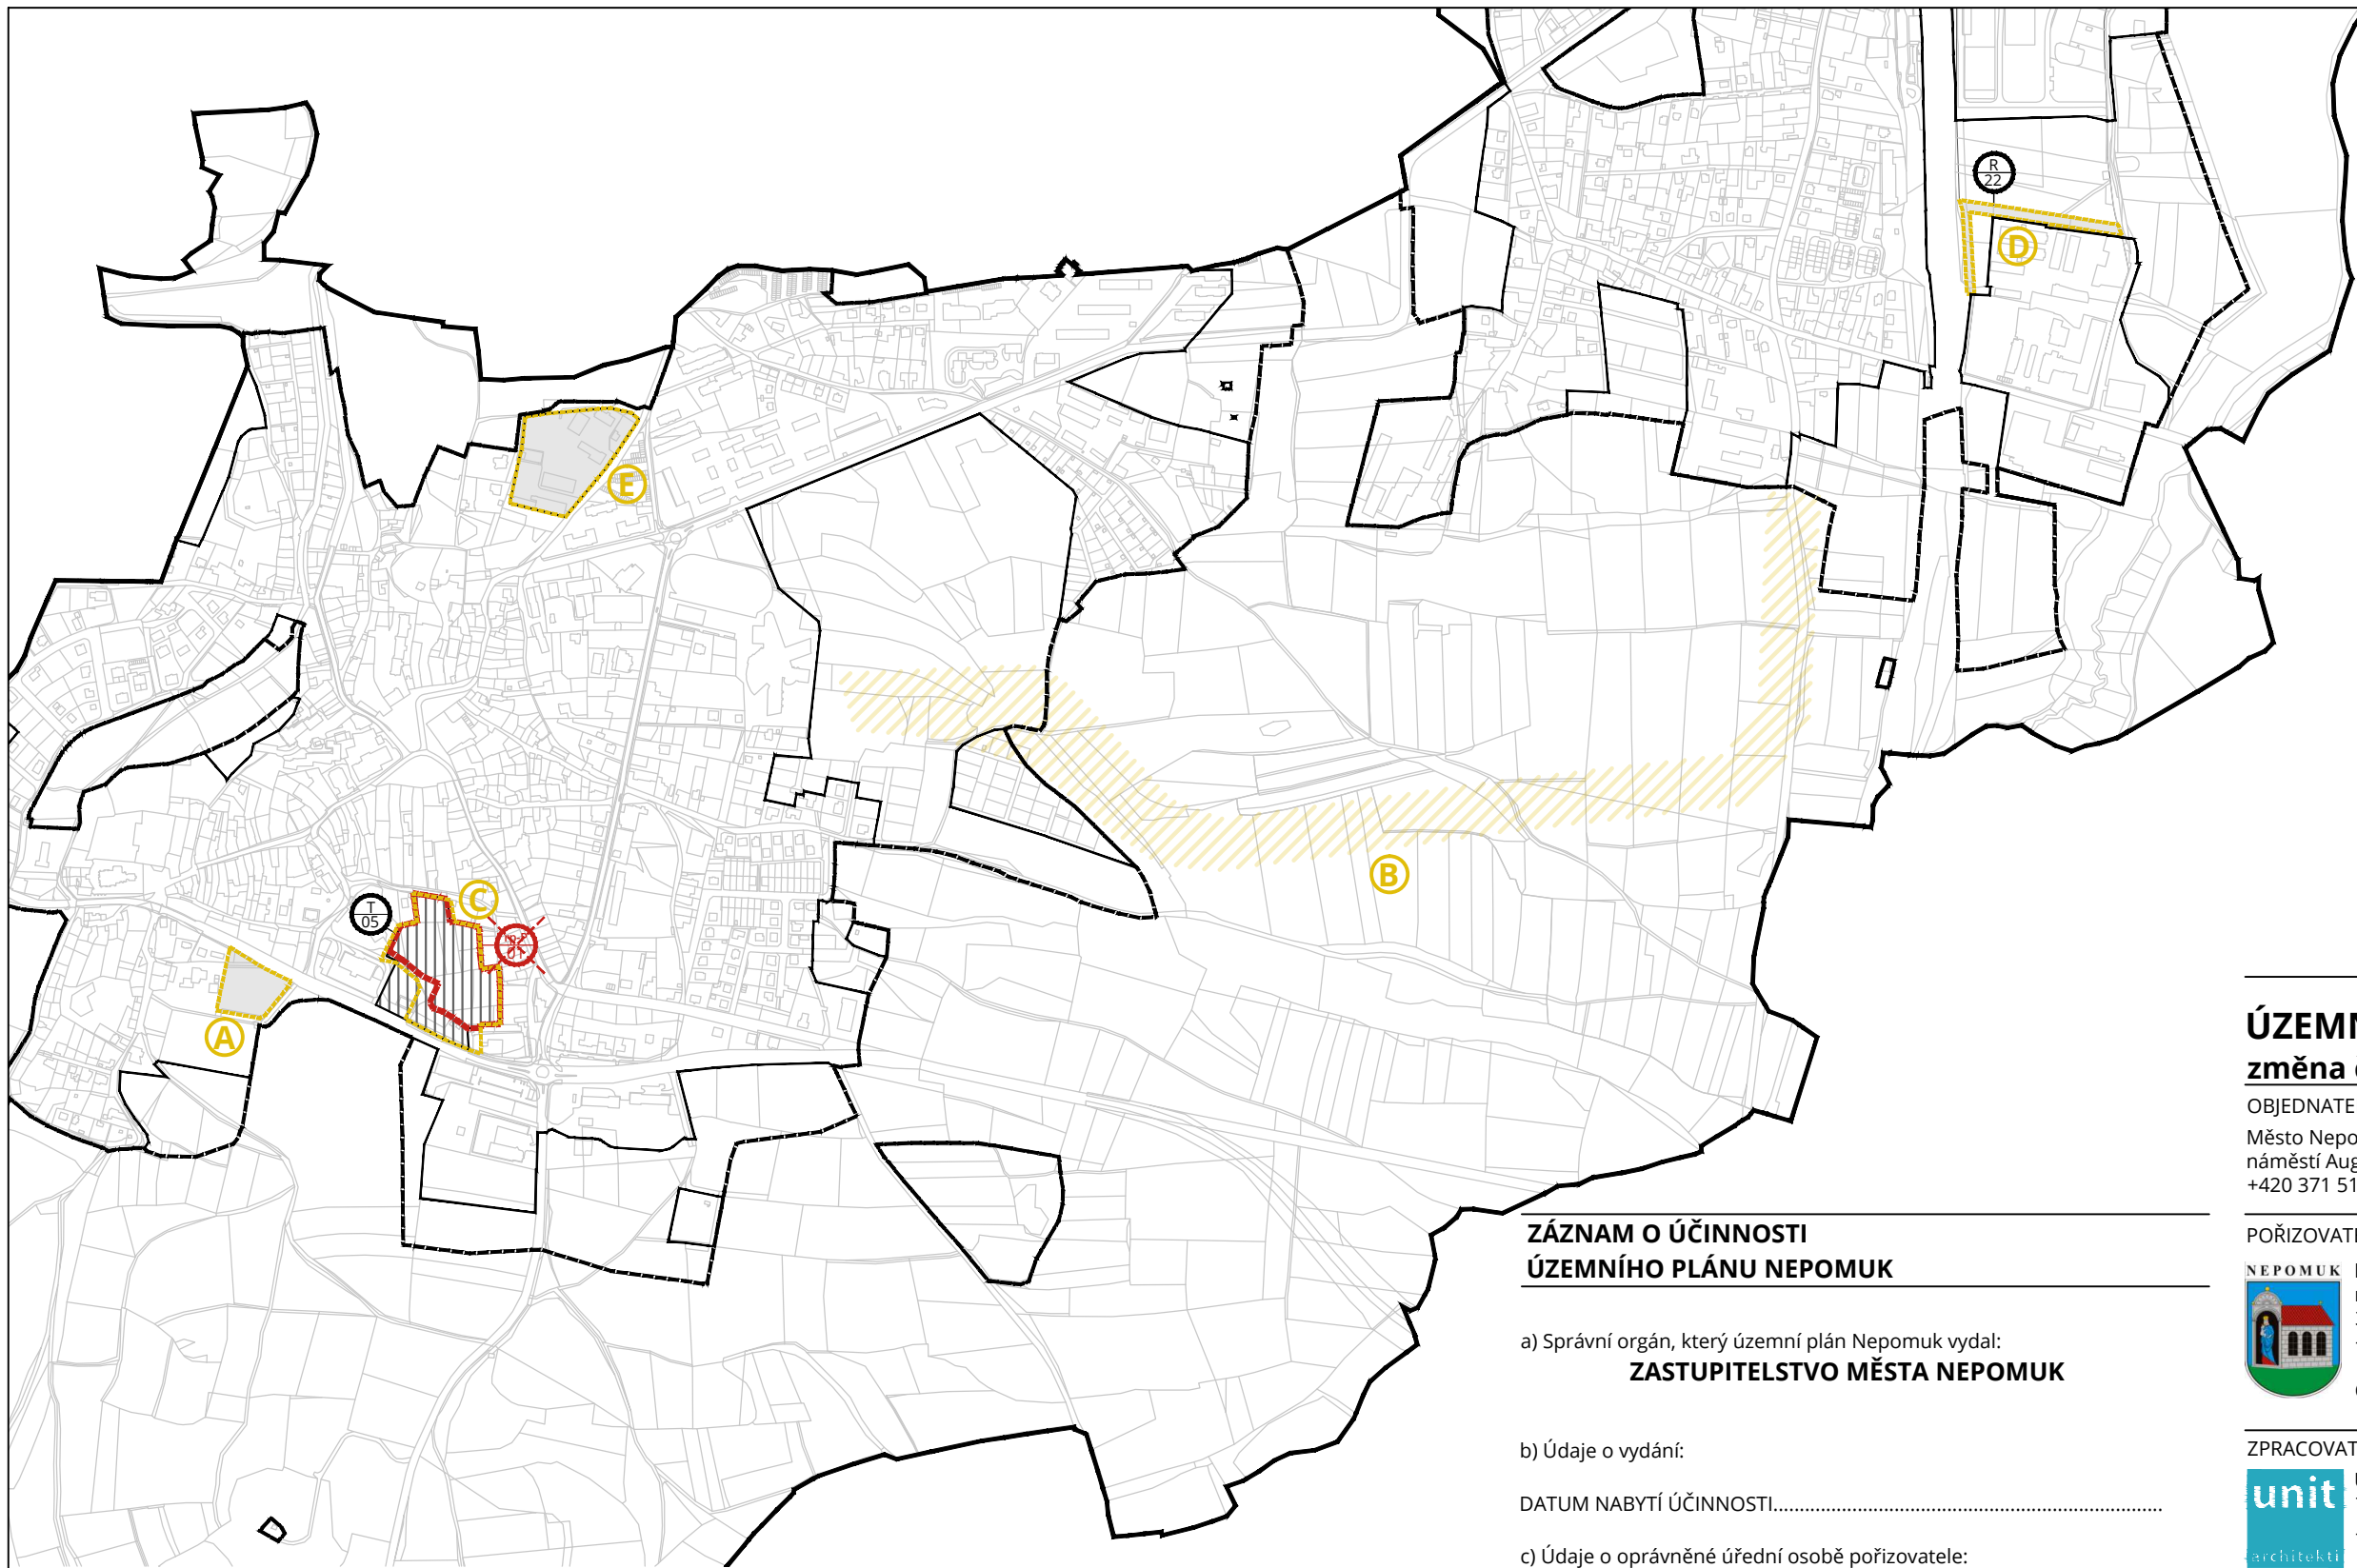 R
22
D
E
B
C
T
05
A
ZÁZNAM O ÚČINNOSTI
ÚZEMNÍHO PLÁNU NEPOMUK
a) Správní orgán, který územní plán Nepomuk vydal:
ZASTUPITELSTVO MĚSTA NEPOMUK
b) Údaje o vydání:
DATUM NABYTÍ ÚČINNOSTI......................................................................
c) Údaje o oprávněné úřední osobě pořizovatele:
ÚZEMN
změna
OBJEDNATE
Město Nepo
náměstí Aug
+420 371 51
POŘIZOVAT
NEPOMUK
ZPRACOVAT
unit
architekti